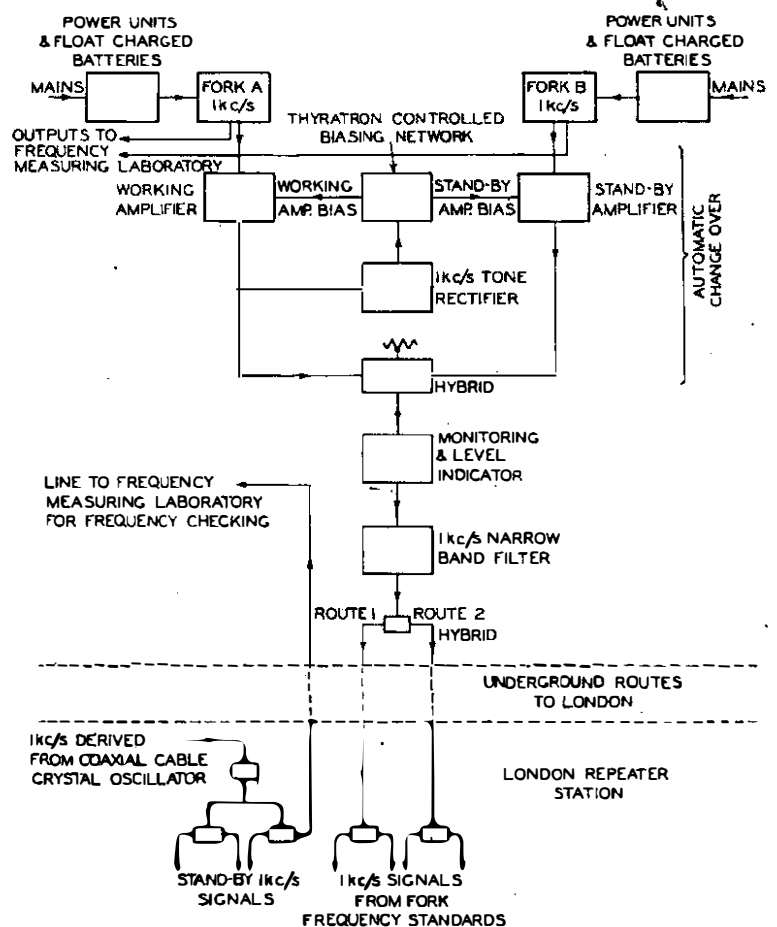 POWER UNITS
& FLOAT CHARGED
BATTERIES
POWER UNITS
& FLOAT CHARGED
BATTERIES
MAINS
FORK A
1kc/s
FORK B
1kc/s
MAINS
OUTPUTS TO
FREQUENCY
MEASURING LABORATORY
THYRATRON CONTROLLED
BIASING NETWORK
WORKING
AMPLIFIER
WORKING
AMP. BIAS
STAND-BY
AMP. BIAS
STAND-BY
AMPLIFIER
AUTOMATIC
CHANGE OVER
1kc/s TONE
RECTIFIER
HYBRID
MONITORING
& LEVEL
INDICATOR
LINE TO FREQUENCY
MEASURING LABORATORY
FOR FREQUENCY CHECKING
1kc/s NARROW
BAND FILTER
ROUTE 1
ROUTE 2
HYBRID
UNDERGROUND ROUTES
TO LONDON
1kc/s DERIVED
FROM COAXIAL CABLE
CRYSTAL OSCILLATOR
LONDON REPEATER
STATION
STAND-BY 1kc/s
SIGNALS
1kc/s SIGNALS
FROM FORK
FREQUENCY STANDARDS